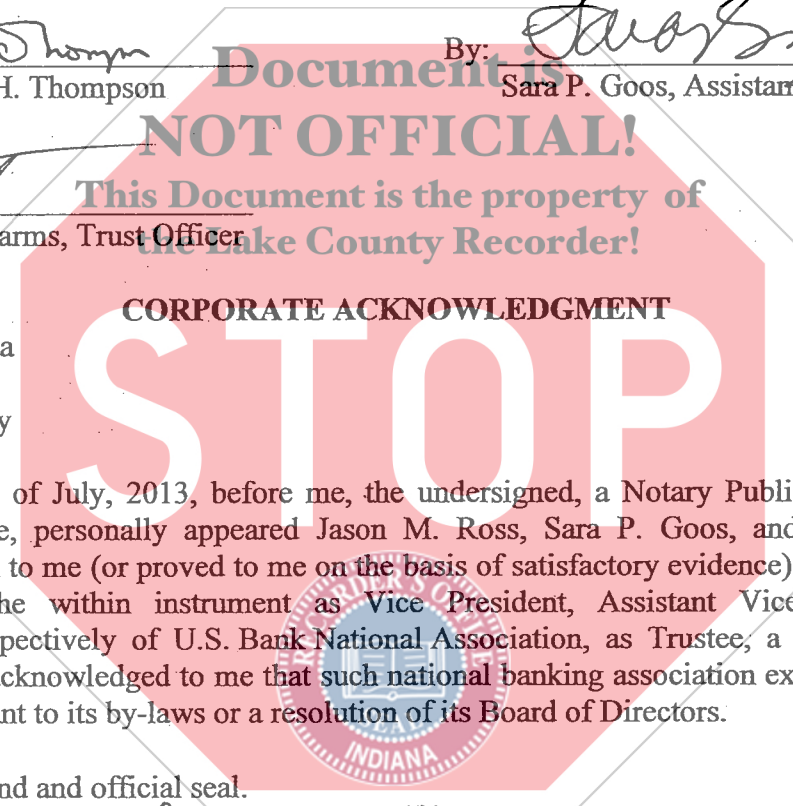 Document is
By:
H. Thompson
Sara P. Goos, Assistan
NOT OFFICIAL!
This Document is the property of
arms, Trust Officer
the Lake County Recorder!
CORPORATE ACKNOWLEDGMENT
a
STOP
y
of July, 2013, before me, the undersigned, a Notary Publi
e, personally appeared Jason M. Ross, Sara P. Goos, and
to me (or proved to me on the basis of satisfactory evidence)
he within instrument as Vice President, Assistant Vice
pectively of U.S. Bank National Association, as Trustee, a
cknowledged to me that such national banking association ex
nt to its by-laws or a resolution of its Board of Directors.
RECORDER'S OFFICE
SEAL
INDIANA
nd and official seal.